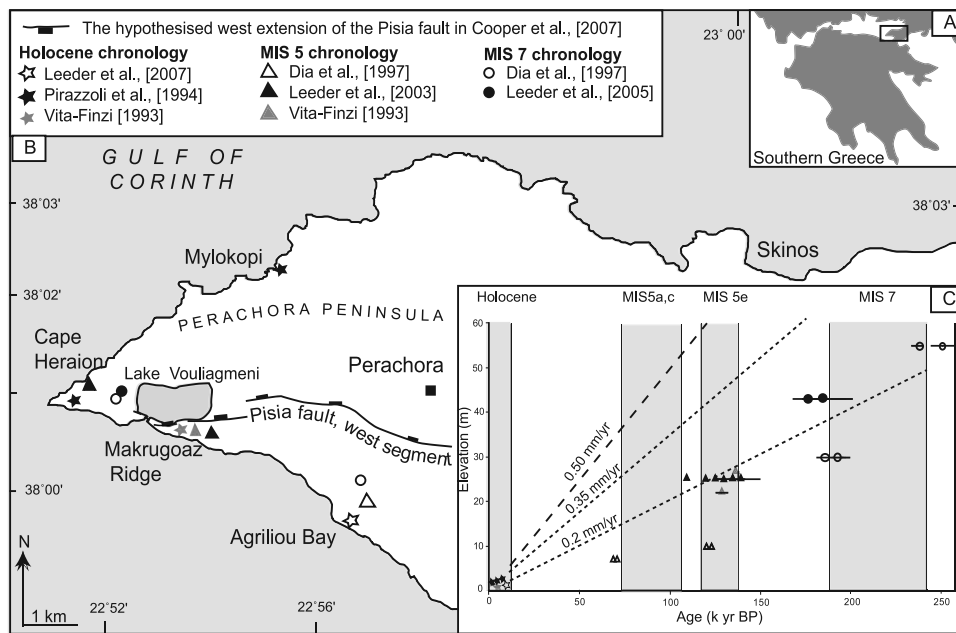 The hypothesised west extension of the Pisia fault in Cooper et al., [2007]
Holocene chronology
Leeder et al., [2007]
Pirazzoli et al., [1994]
Vita-Finzi [1993]
MIS 5 chronology
Dia et al., [1997]
Leeder et al., [2003]
Vita-Finzi [1993]
MIS 7 chronology
Dia et al., [1997]
Leeder et al., [2005]
23˚00'
A
Southern Greece
B
GULF OF
CORINTH
38˚03'
38˚03'
Mylokopi
Skinos
38˚02'
PERACHORA PENINSULA
Cape
Heraion
Lake Vouliagmeni
Perachora
Pisia fault, west segment
Makrugoaz
Ridge
38˚00'
Agriliou Bay
N
1 km
22˚52'
22˚56'
Holocene
MIS5a,c
MIS 5e
MIS 7
C
Elevation (m)
60
50
40
30
20
10
0
0.50 mm/yr
0.35 mm/yr
0.2 mm/yr
0
50
100
150
200
250
Age (k yr BP)